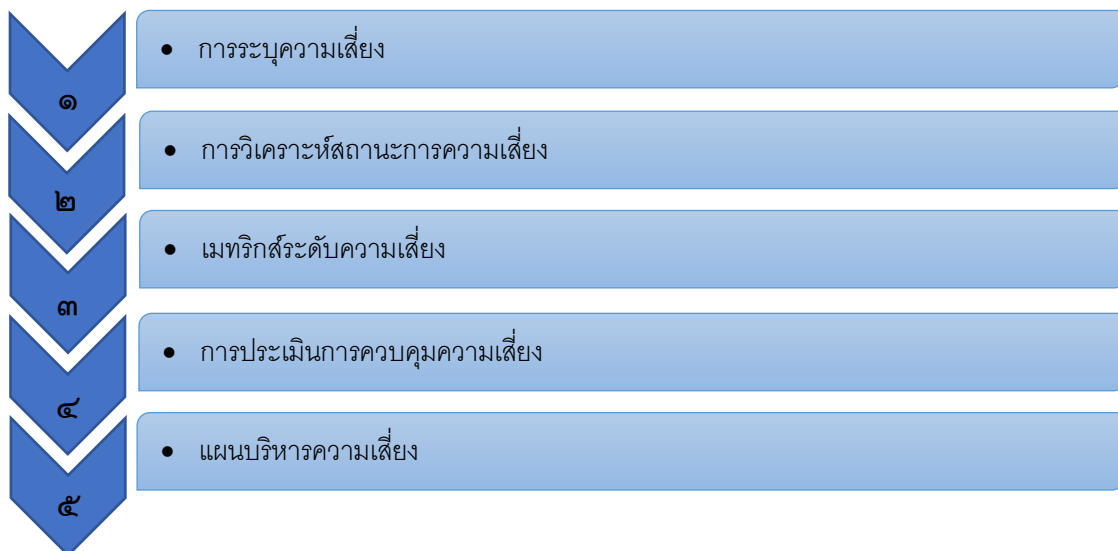 ๑
• การระบุความเสี่ยง
๒
• การวิเคราะห์สถานะการความเสี่ยง
๓
• เมทริกส์ระดับความเสี่ยง
๔
• การประเมินการควบคุมความเสี่ยง
๕
• แผนบริหารความเสี่ยง